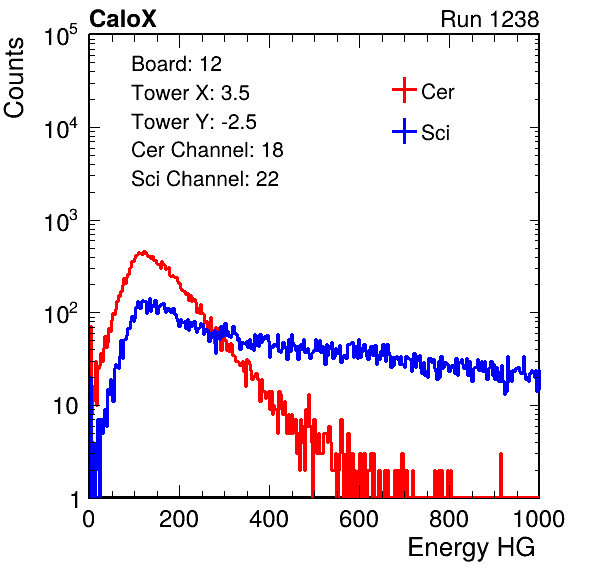 CaloX Run 1238
Counts
10^5
10^4
10^3
10^2
10
1
Board: 12
Tower X: 3.5
Tower Y: -2.5
Cer Channel: 18
Sci Channel: 22
Cer
Sci
0 200 400 600 800 1000
Energy HG